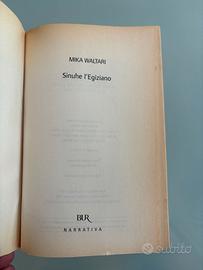 MIKA WALTARI
Sinuhe l'Egiziano
BUR
NARRATIVA
subito